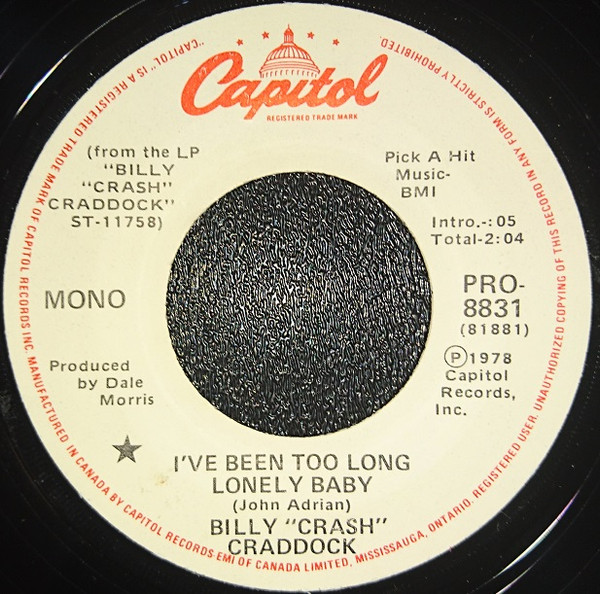 Capitol
REGISTERED TRADE MARK
(from the LP
"BILLY
"CRASH"
CRADDOCK"
ST-11758)
Pick A Hit
Music-
BMI
Intro.-:05
Total-2:04
MONO
PRO-
8831
(81881)
Produced
by Dale
Morris
Ⓟ1978
Capitol
Records,
Inc.
I'VE BEEN TOO LONG
LONELY BABY
(John Adrian)
BILLY "CRASH"
CRADDOCK
"CAPITOL" IS A REGISTERED TRADE MARK OF CAPITOL RECORDS INC. MANUFACTURED IN CANADA BY CAPITOL RECORDS-EMI OF CANADA LIMITED, MISSISSAUGA, ONTARIO, REGISTERED USER. UNAUTHORIZED COPYING OF THIS RECORD IN ANY FORM IS STRICTLY PROHIBITED.